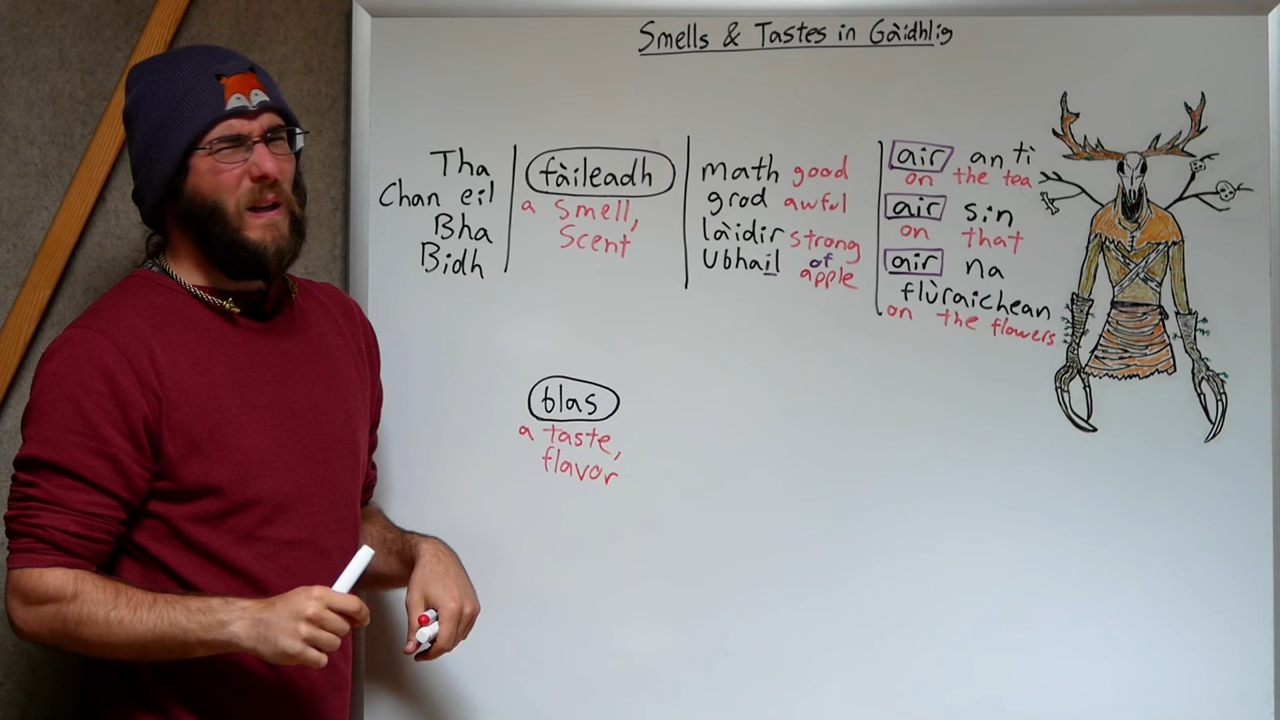 Smells & Tastes in Gàidhlig
Tha
Chan eil
Bha
Bidh
fàileadh
a smell,
scent
math good
grod awful
làidir strong
ubhail of
apple
air an tì
on the tea
air sin
on that
air na
flùraichean
on the flowers
blas
a taste,
flavor